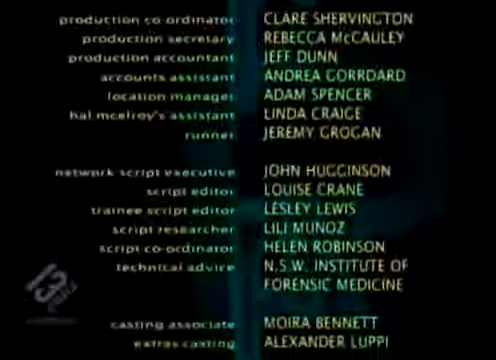 production co-ordinator CLARE SHERVINGTON
production secretary REBECCA McCAULEY
production accountant JEFF DUNN
accounts assistant ANDREA GORRDARD
location manager ADAM SPENCER
hal mcelroy's assistant LINDA CRAIGE
runner JEREMY GROGAN
network script executive JOHN HUGGINSON
script editor LOUISE CRANE
trainee script editor LESLEY LEWIS
script researcher LILI MUNOZ
script co-ordinator HELEN ROBINSON
technical advice N.S.W. INSTITUTE OF
FORENSIC MEDICINE
13
casting associate MOIRA BENNETT
extras casting ALEXANDER LUPPI